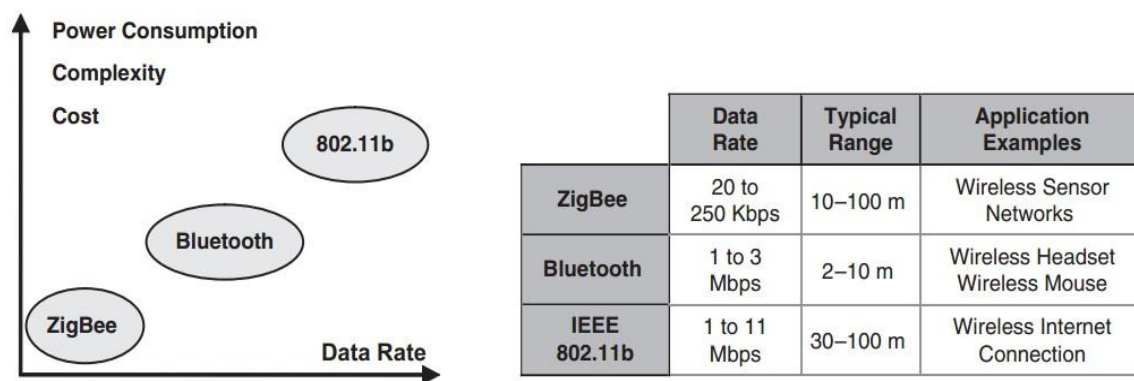 Power Consumption
Complexity
Cost
802.11b
Bluetooth
ZigBee
Data Rate
Data
Rate
Typical
Range
Application
Examples
ZigBee
20 to
250 Kbps
10–100 m
Wireless Sensor
Networks
Bluetooth
1 to 3
Mbps
2–10 m
Wireless Headset
Wireless Mouse
IEEE
802.11b
1 to 11
Mbps
30–100 m
Wireless Internet
Connection